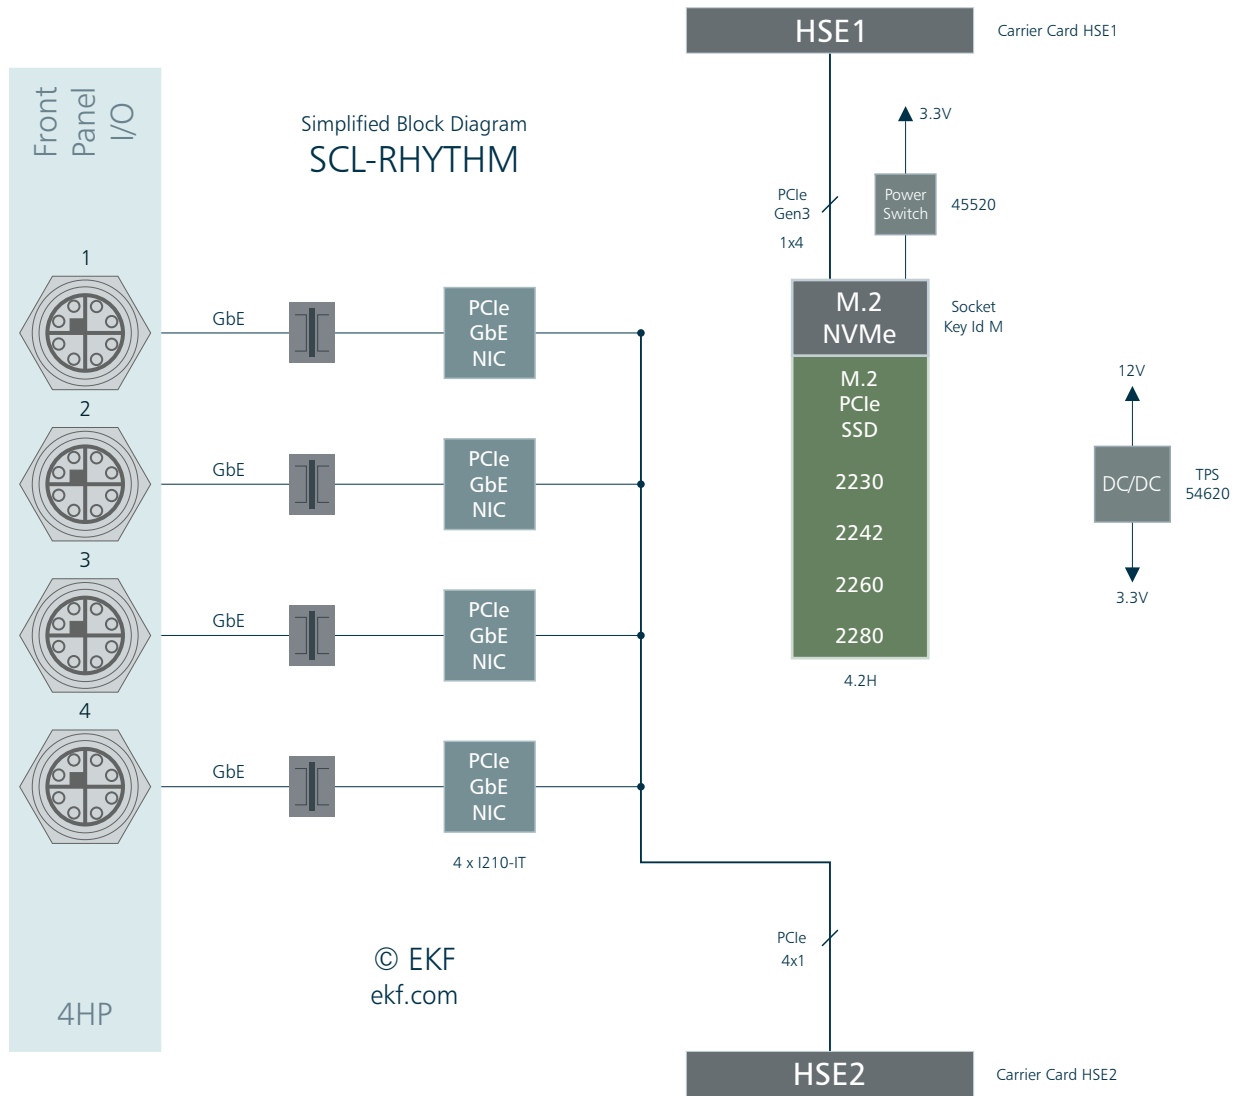 HSE1
Carrier Card HSE1
Front
Panel
I/O
Simplified Block Diagram
SCL-RHYTHM
3.3V
PCIe
Gen3
1x4
Power
Switch
45520
1
GbE
PCIe
GbE
NIC
M.2
NVMe
Socket
Key Id M
2
GbE
PCIe
GbE
NIC
M.2
PCIe
SSD
2230
2242
2260
2280
4.2H
12V
DC/DC
TPS
54620
3.3V
3
GbE
PCIe
GbE
NIC
4
GbE
PCIe
GbE
NIC
4 x I210-IT
PCIe
4x1
© EKF
ekf.com
4HP
HSE2
Carrier Card HSE2